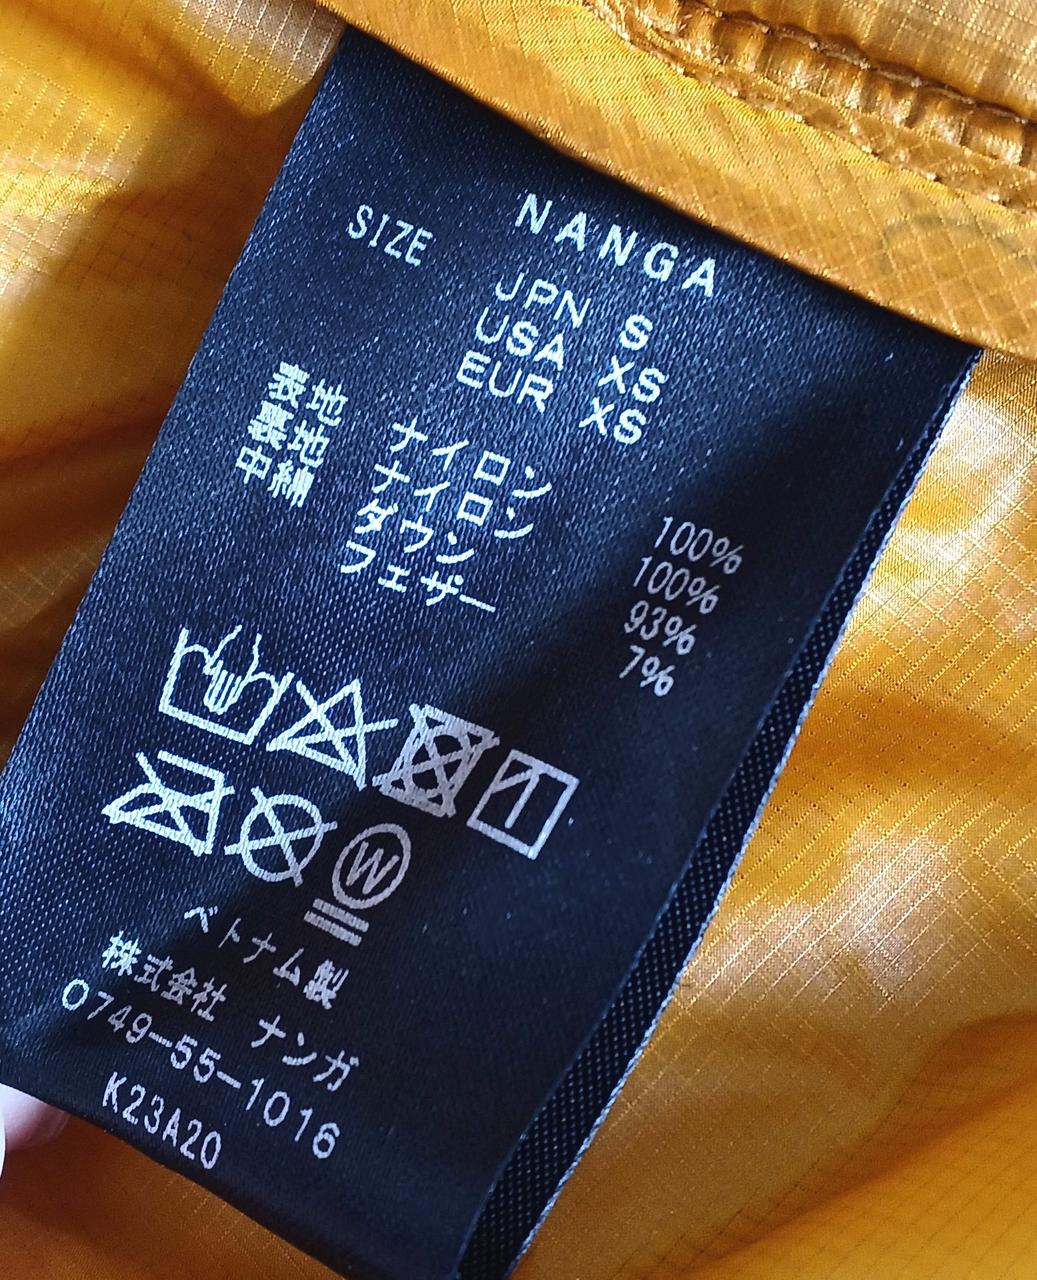 NANGA
SIZE
JPN S
USA XS
EUR XS
表地 ナイロン 100%
裏地 ナイロン 100%
中綿 ダウン 93%
フェザー 7%
W
ベトナム製
株式会社 ナンガ
0749-55-1016
K23A20